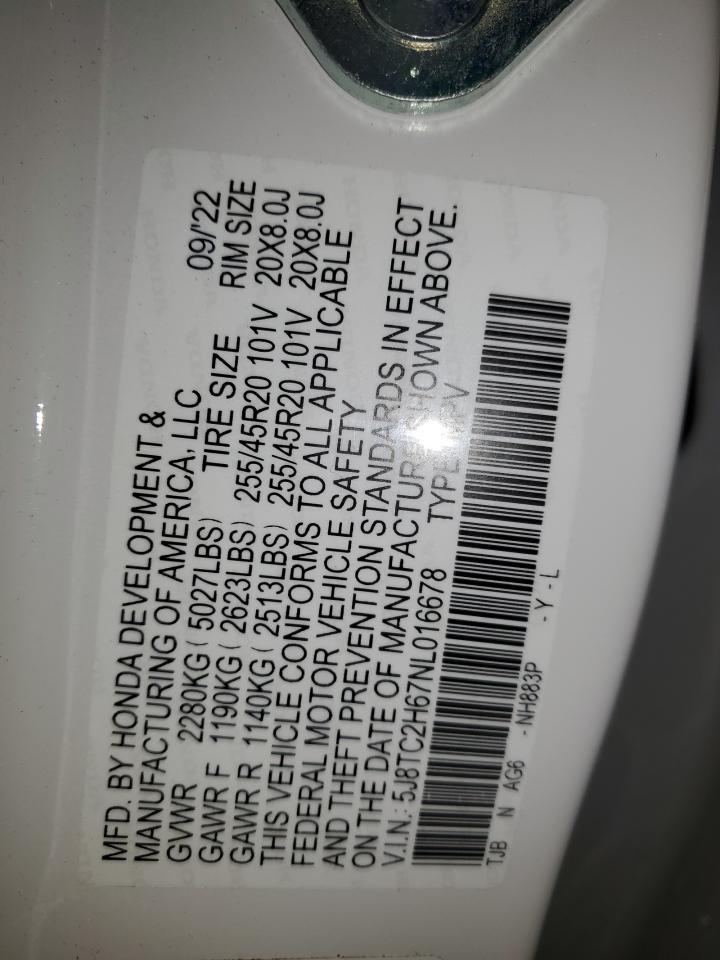 MFD. BY HONDA DEVELOPMENT &
MANUFACTURING OF AMERICA, LLC 09/'22
GVWR 2280KG( 5027LBS) TIRE SIZE RIM SIZE
GAWR F 1190KG( 2623LBS) 255/45R20 101V 20X8.0J
GAWR R 1140KG( 2513LBS) 255/45R20 101V 20X8.0J
THIS VEHICLE CONFORMS TO ALL APPLICABLE
FEDERAL MOTOR VEHICLE SAFETY
AND THEFT PREVENTION STANDARDS IN EFFECT
ON THE DATE OF MANUFACTURE SHOWN ABOVE.
V.I.N.: 5J8TC2H67NL016678 TYPE: MPV
TJB N AG6 -NH883P -Y-L